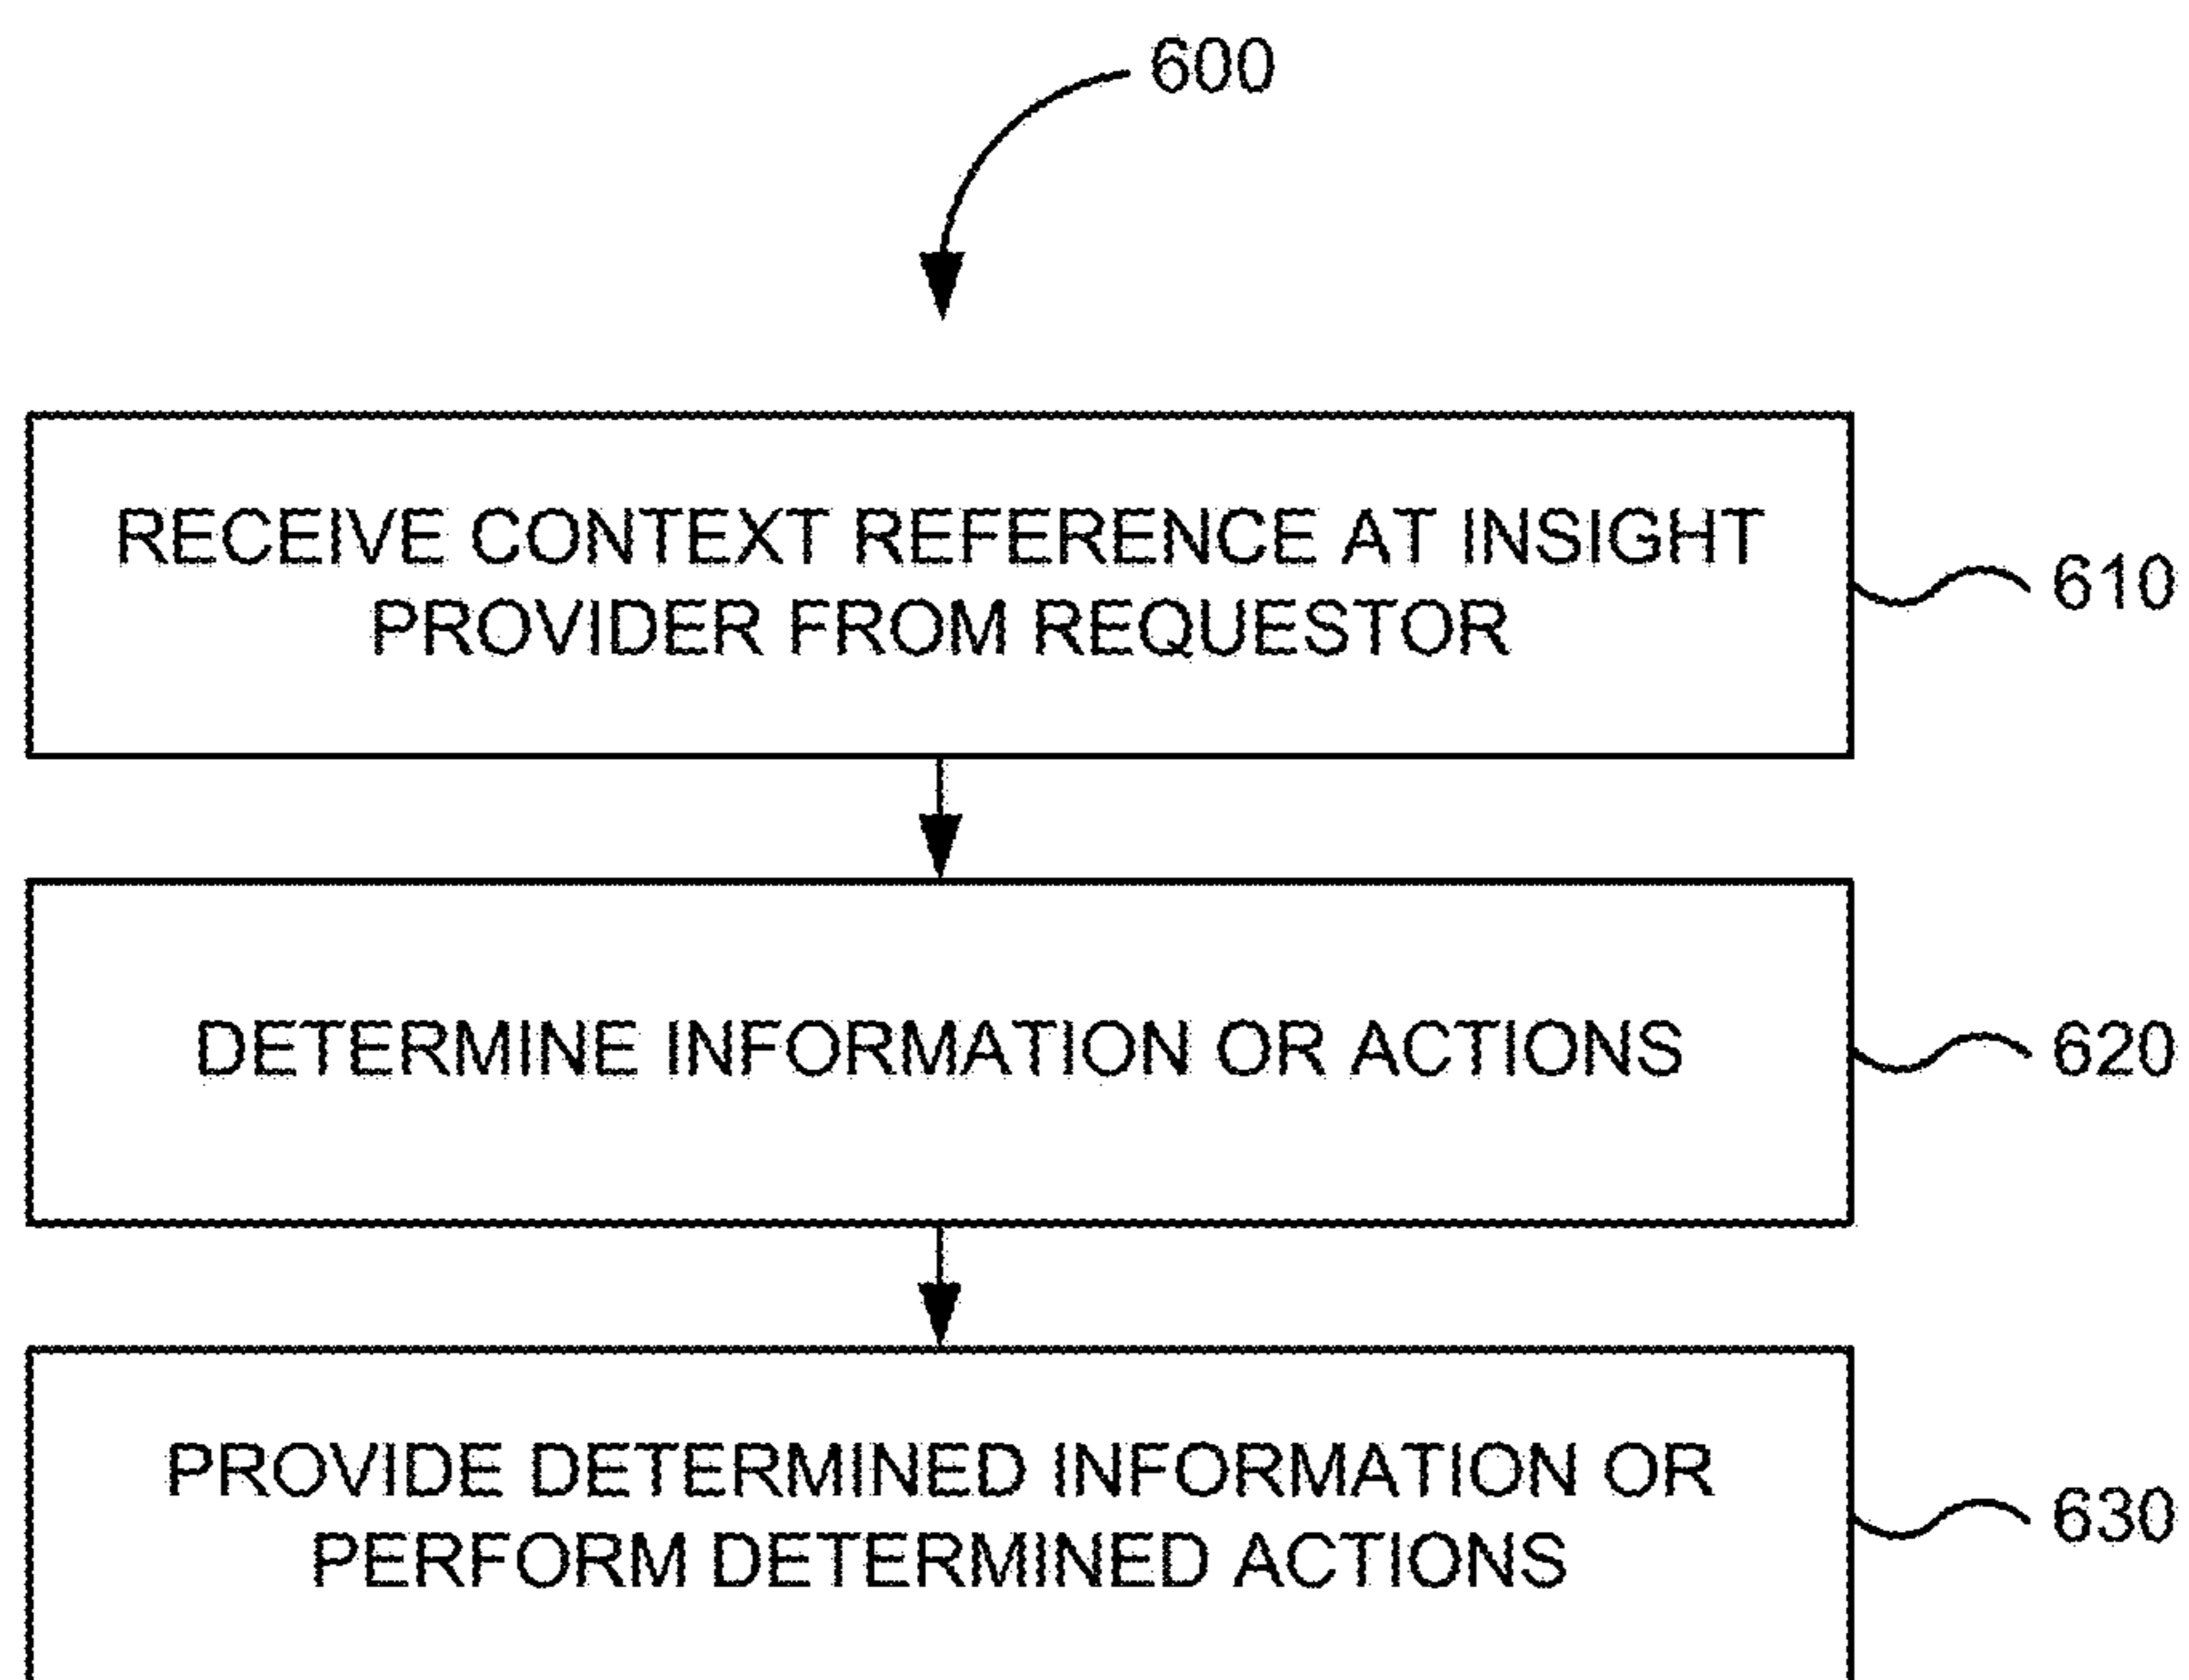 600
RECEIVE CONTEXT REFERENCE AT INSIGHT
PROVIDER FROM REQUESTOR
610
DETERMINE INFORMATION OR ACTIONS
620
PROVIDE DETERMINED INFORMATION OR
PERFORM DETERMINED ACTIONS
630